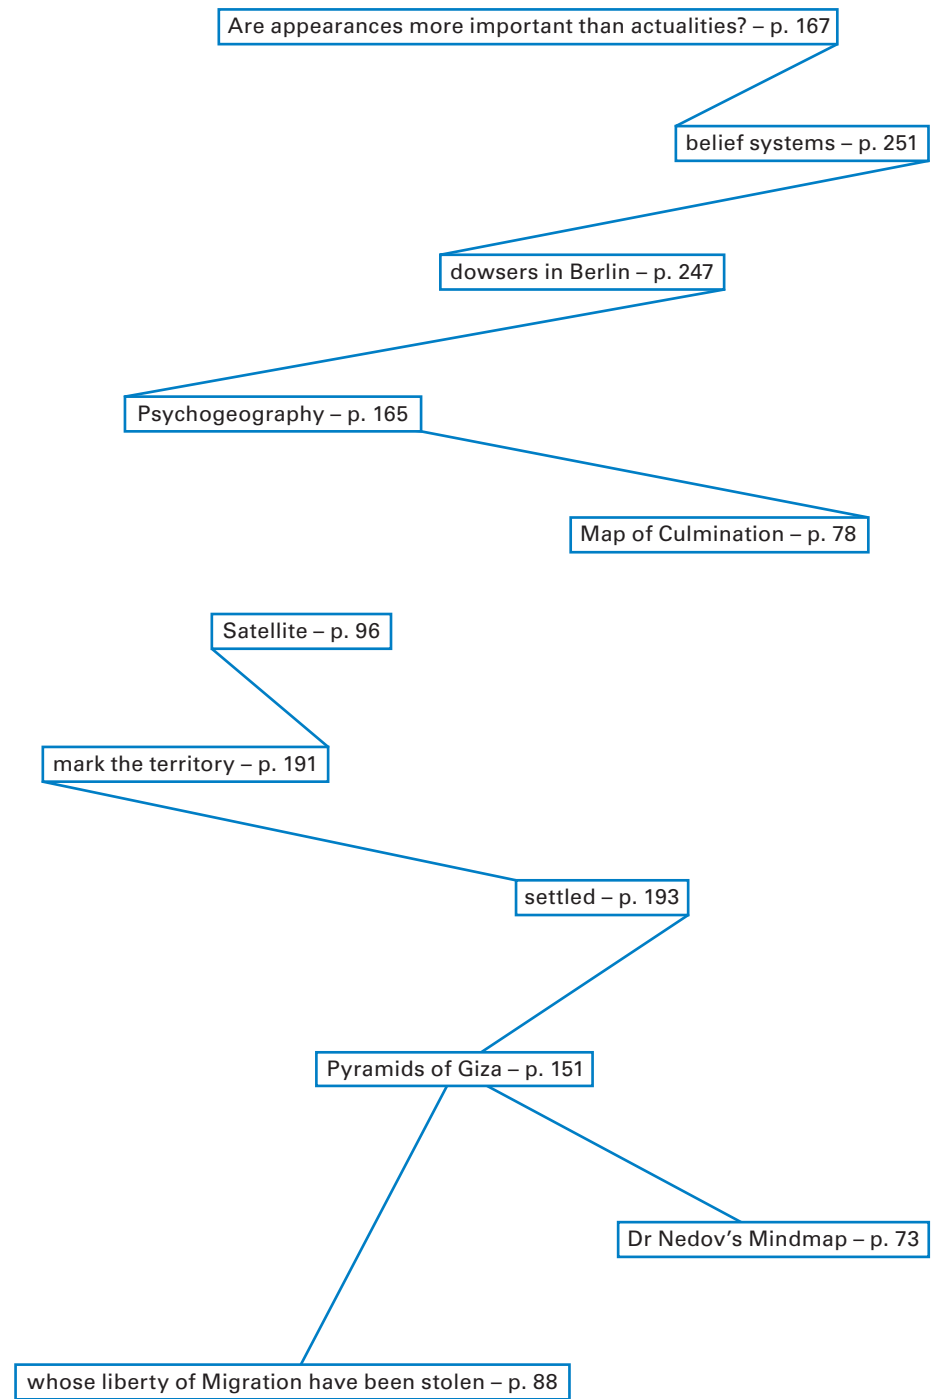 Are appearances more important than actualities? – p. 167
belief systems – p. 251
dowsers in Berlin – p. 247
Psychogeography – p. 165
Map of Culmination – p. 78
Satellite – p. 96
mark the territory – p. 191
settled – p. 193
Pyramids of Giza – p. 151
Dr Nedov’s Mindmap – p. 73
whose liberty of Migration have been stolen – p. 88